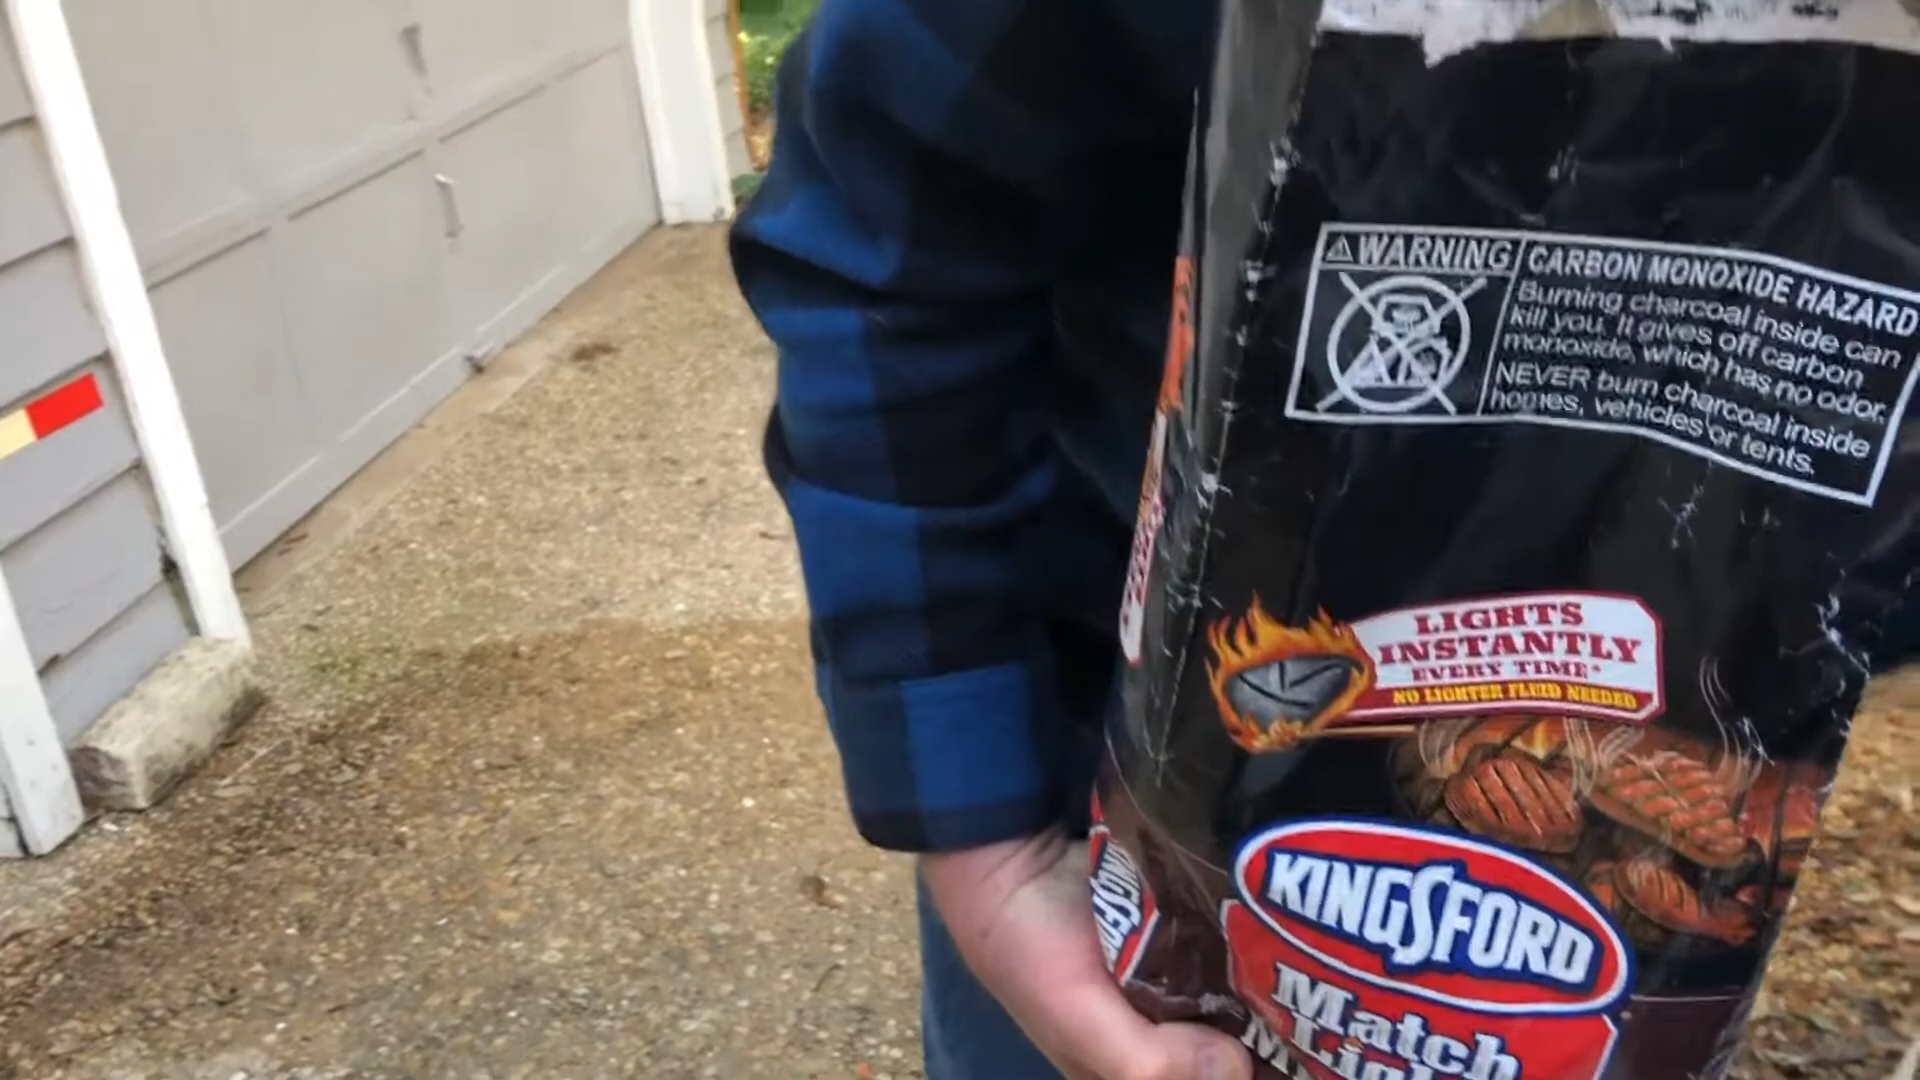 WARNING
CARBON MONOXIDE HAZARD
Burning charcoal inside can
kill you. It gives off carbon
monoxide, which has no odor.
NEVER burn charcoal inside
homes, vehicles or tents.
LIGHTS
INSTANTLY
EVERY TIME*
NO LIGHTER FLUID NEEDED
KINGSFORD
Match
Light
KINGSFORD